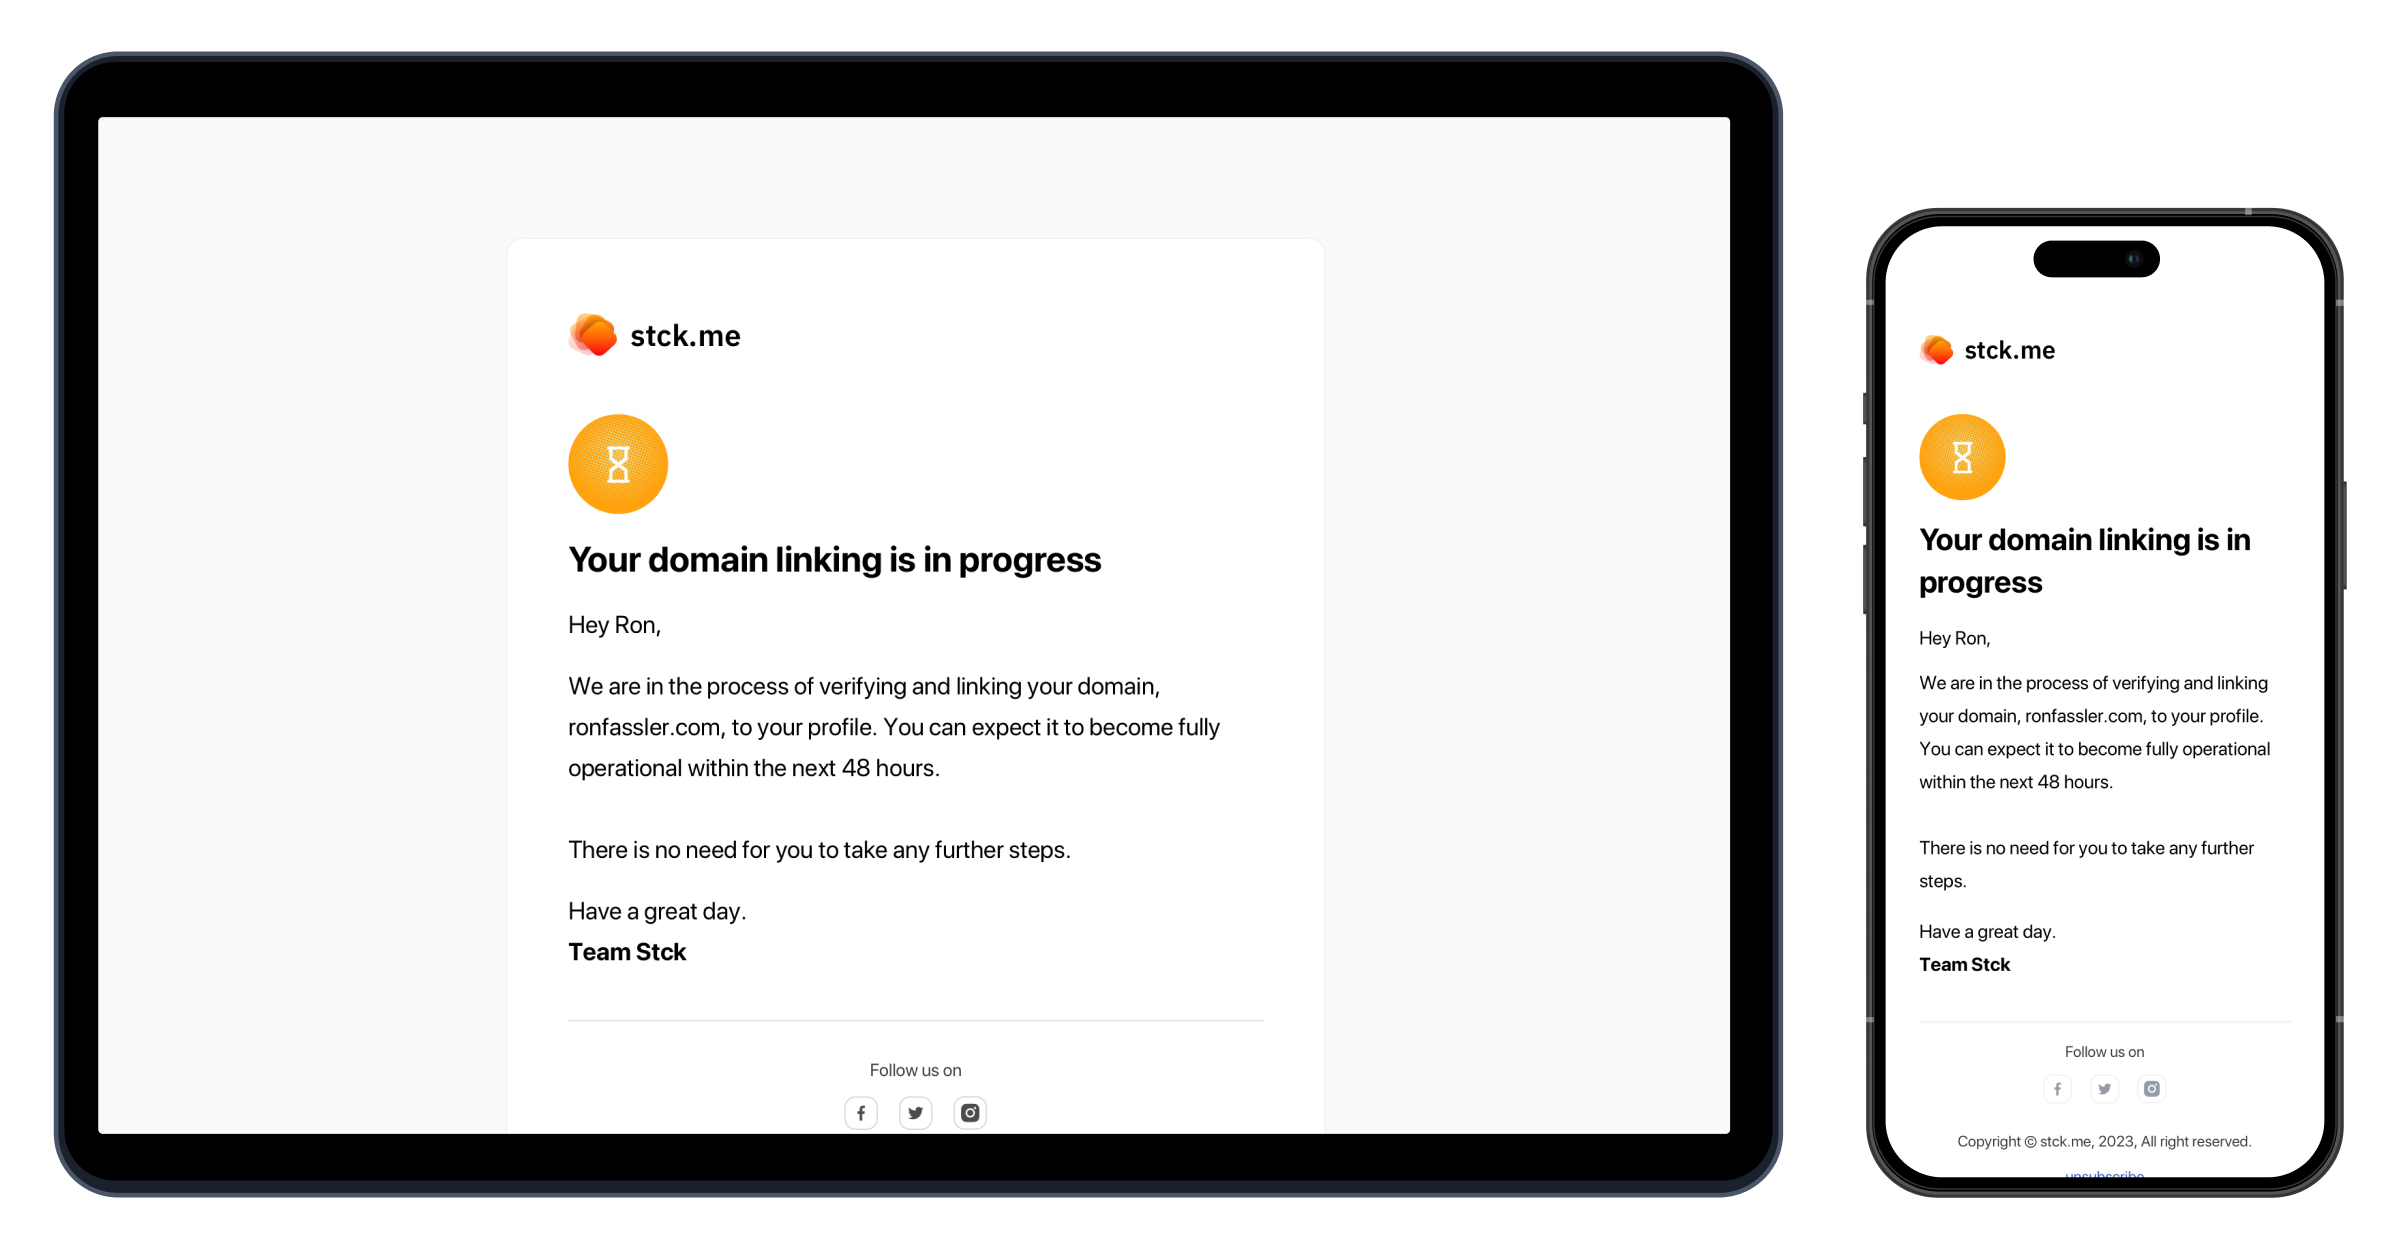 stck.me
Your domain linking is in progress
Hey Ron,
We are in the process of verifying and linking your domain,
ronfassler.com, to your profile. You can expect it to become fully
operational within the next 48 hours.
There is no need for you to take any further steps.
Have a great day.
Team Stck
Follow us on
stck.me
Your domain linking is in
progress
Hey Ron,
We are in the process of verifying and linking
your domain, ronfassler.com, to your profile.
You can expect it to become fully operational
within the next 48 hours.
There is no need for you to take any further
steps.
Have a great day.
Team Stck
Follow us on
Copyright © stck.me, 2023, All right reserved.
unsubscribe